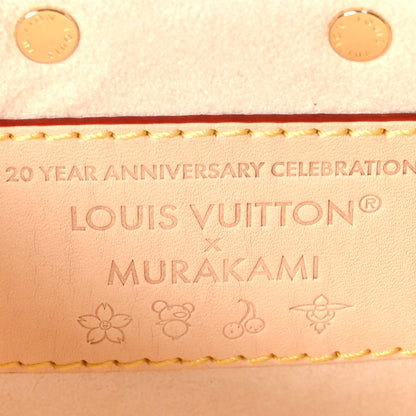 20 YEAR ANNIVERSARY CELEBRATION
LOUIS VUITTON®
×
MURAKAMI